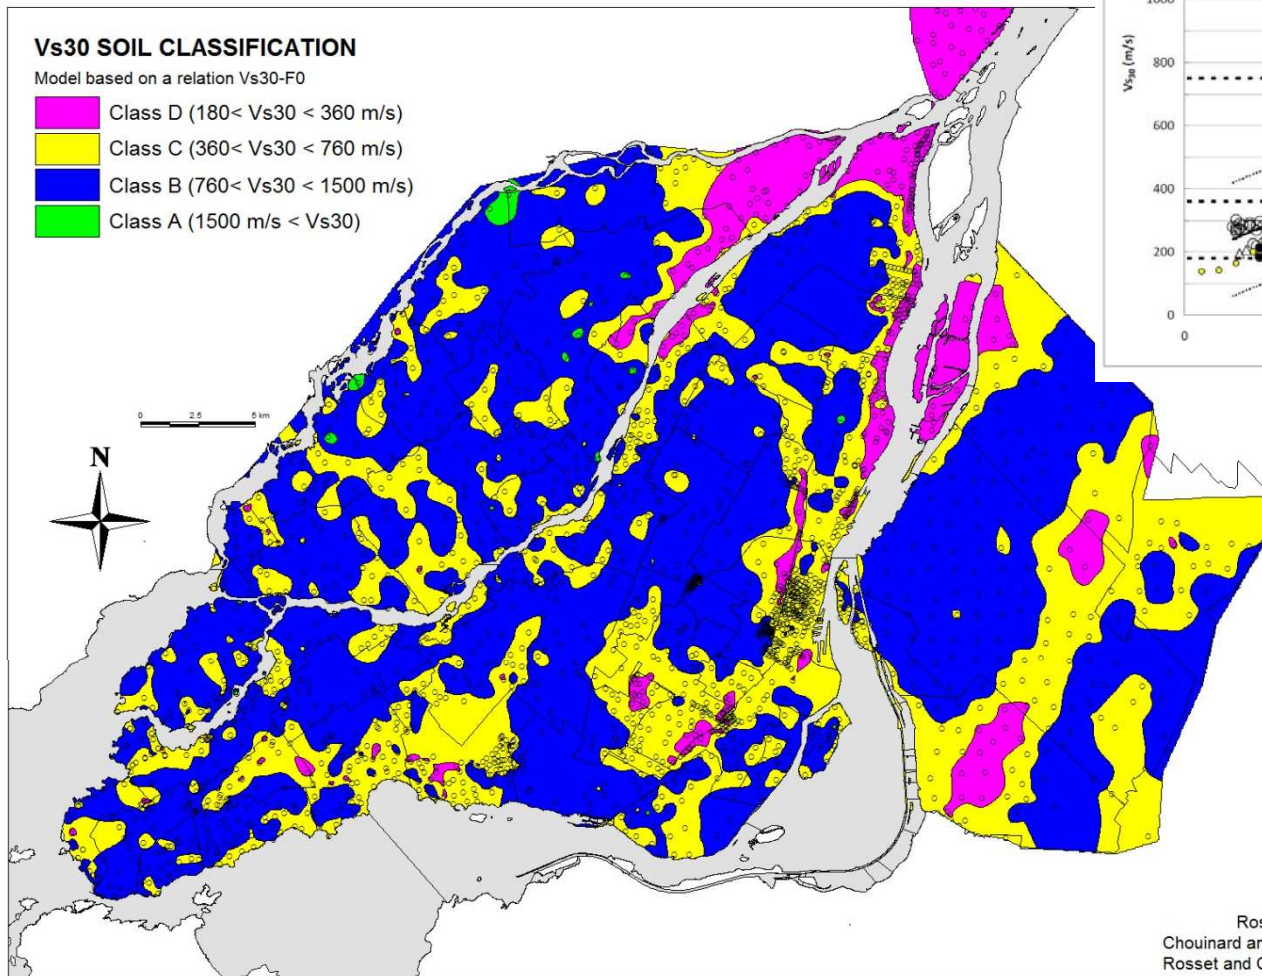 Vs30 SOIL CLASSIFICATION
Model based on a relation Vs30-F0
Class D (180< Vs30 < 360 m/s)
Class C (360< Vs30 < 760 m/s)
Class B (760< Vs30 < 1500 m/s)
Class A (1500 m/s < Vs30)
0 2.5 5 km
N
Vs30 (m/s)
1000
800
600
400
200
0
0
Ros
Chouinard an
Rosset and C